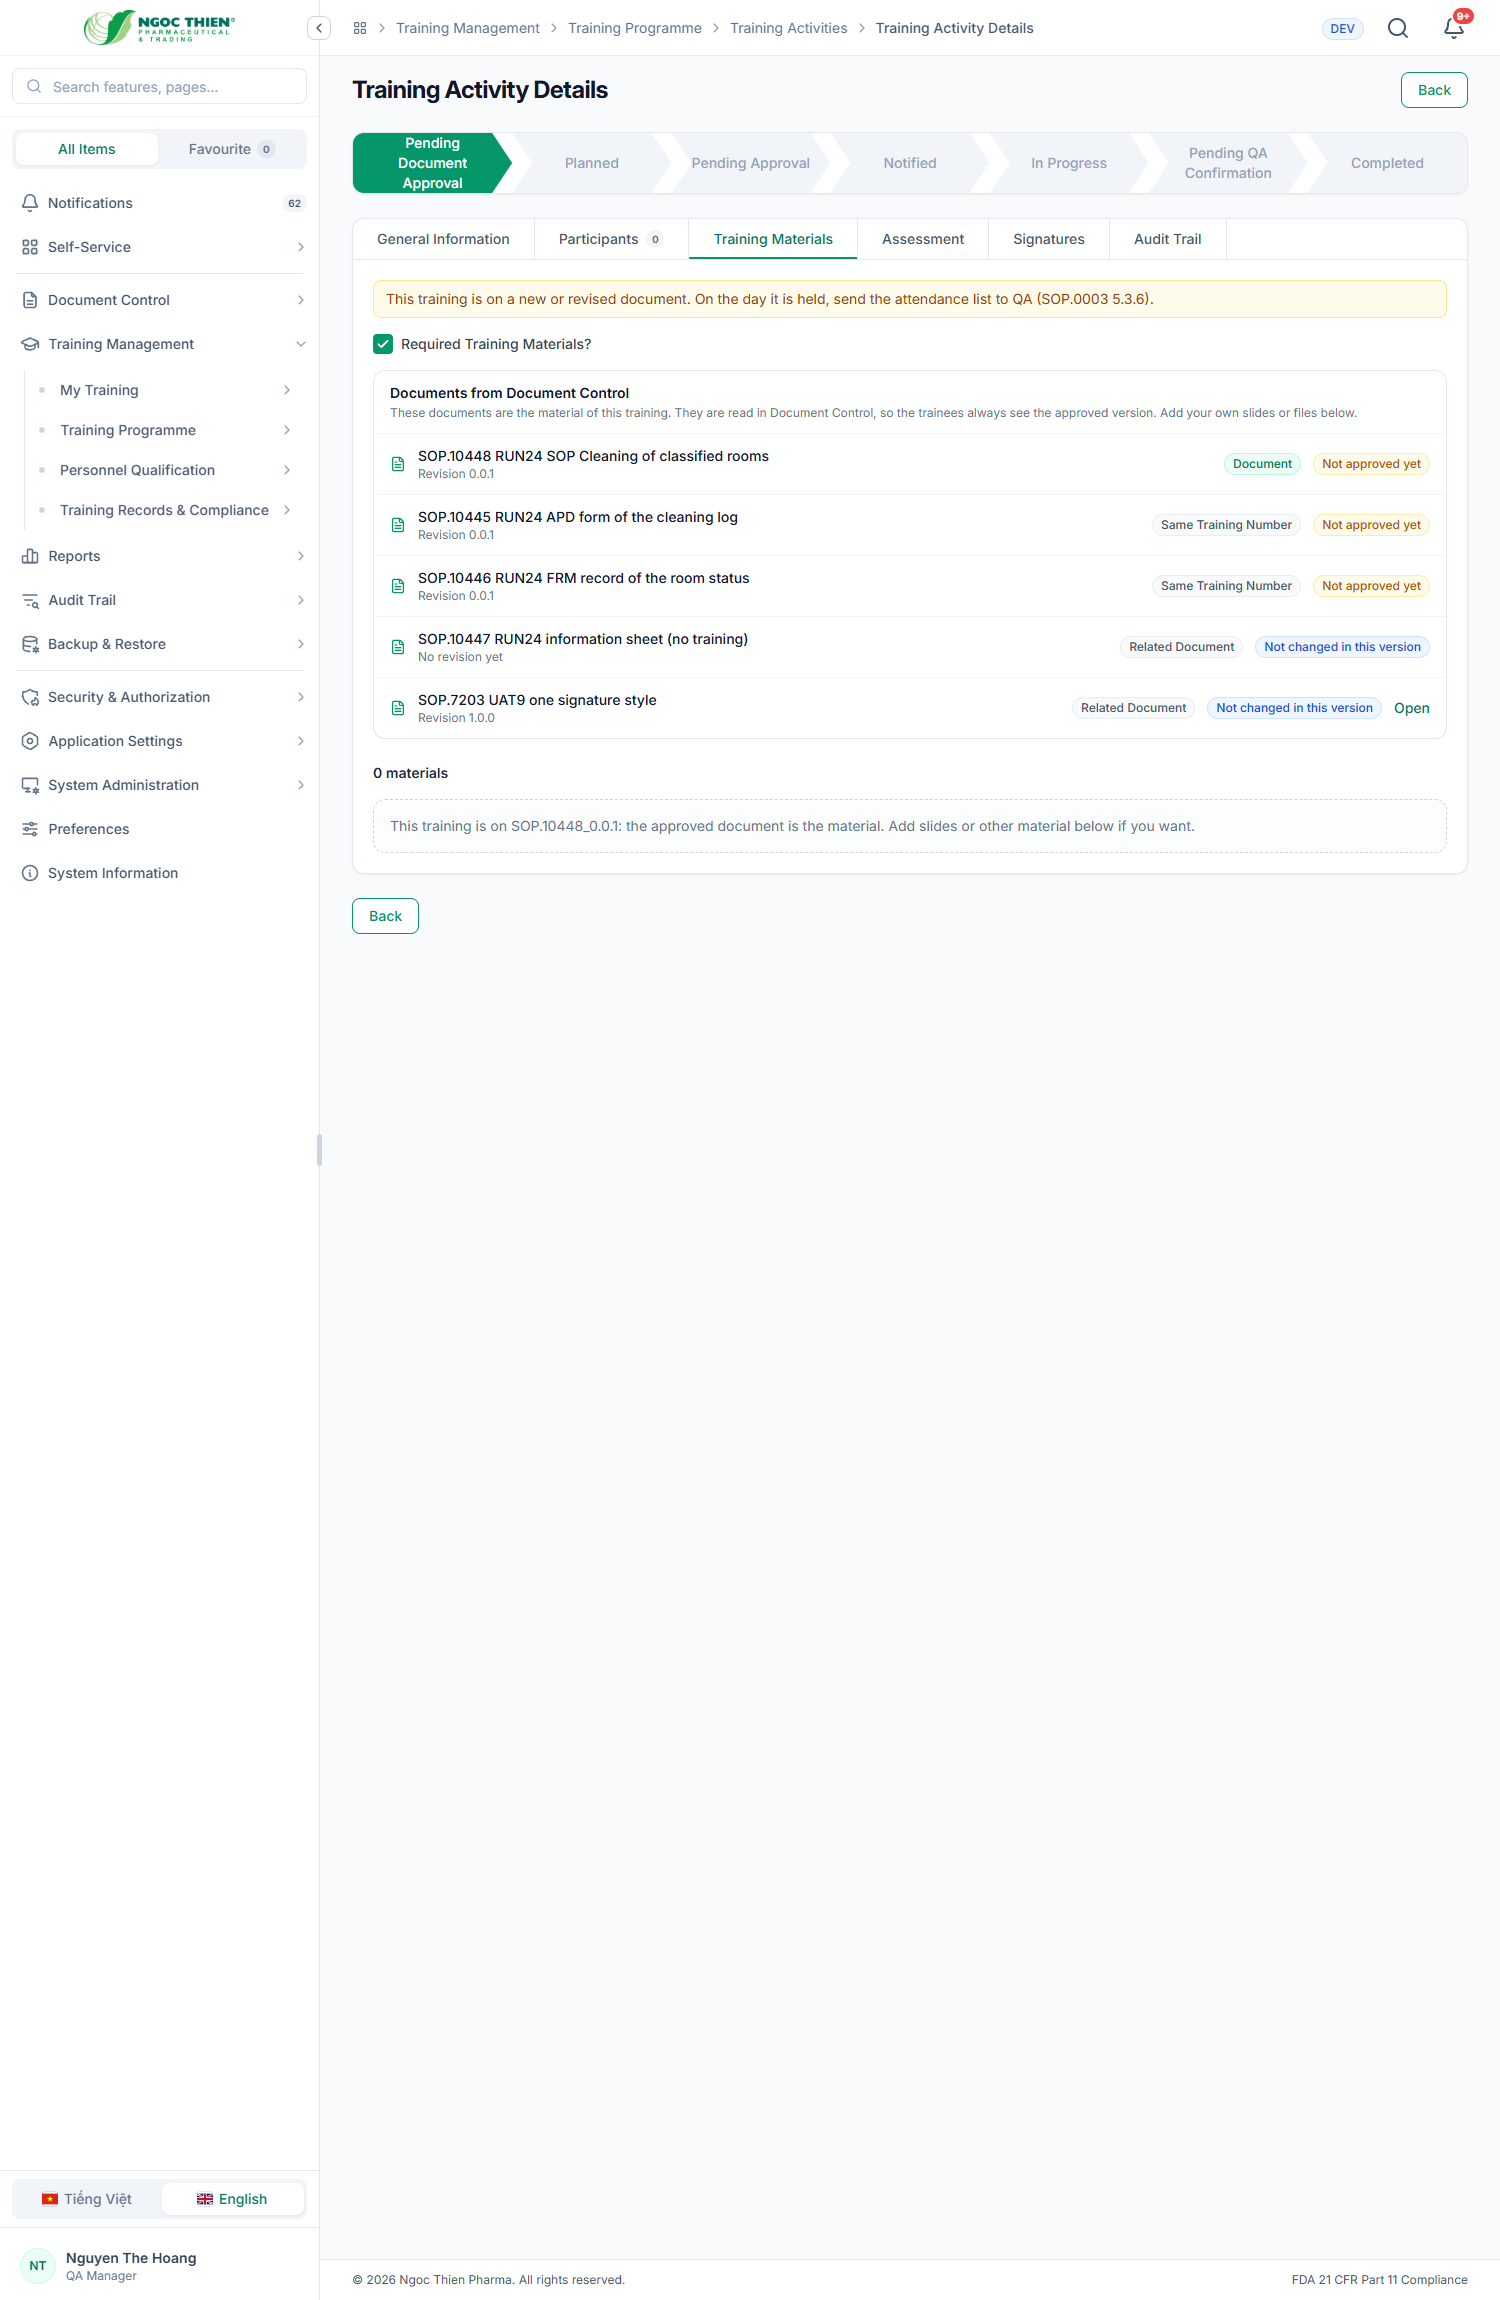 NGOC THIEN®
PHARMACEUTICAL
& TRADING
Search features, pages...
All Items
Favourite 0
Notifications 62
Self-Service
Document Control
Training Management
My Training
Training Programme
Personnel Qualification
Training Records & Compliance
Reports
Audit Trail
Backup & Restore
Security & Authorization
Application Settings
System Administration
Preferences
System Information
Tiếng Việt
English
NT
Nguyen The Hoang
QA Manager
Training Management
Training Programme
Training Activities
Training Activity Details
DEV
9+
Training Activity Details
Back
Pending
Document
Approval
Planned
Pending Approval
Notified
In Progress
Pending QA
Confirmation
Completed
General Information
Participants 0
Training Materials
Assessment
Signatures
Audit Trail
This training is on a new or revised document. On the day it is held, send the attendance list to QA (SOP.0003 5.3.6).
Required Training Materials?
Documents from Document Control
These documents are the material of this training. They are read in Document Control, so the trainees always see the approved version. Add your own slides or files below.
SOP.10448 RUN24 SOP Cleaning of classified rooms
Revision 0.0.1
Document
Not approved yet
SOP.10445 RUN24 APD form of the cleaning log
Revision 0.0.1
Same Training Number
Not approved yet
SOP.10446 RUN24 FRM record of the room status
Revision 0.0.1
Same Training Number
Not approved yet
SOP.10447 RUN24 information sheet (no training)
No revision yet
Related Document
Not changed in this version
SOP.7203 UAT9 one signature style
Revision 1.0.0
Related Document
Not changed in this version
Open
0 materials
This training is on SOP.10448_0.0.1: the approved document is the material. Add slides or other material below if you want.
Back
© 2026 Ngoc Thien Pharma. All rights reserved.
FDA 21 CFR Part 11 Compliance